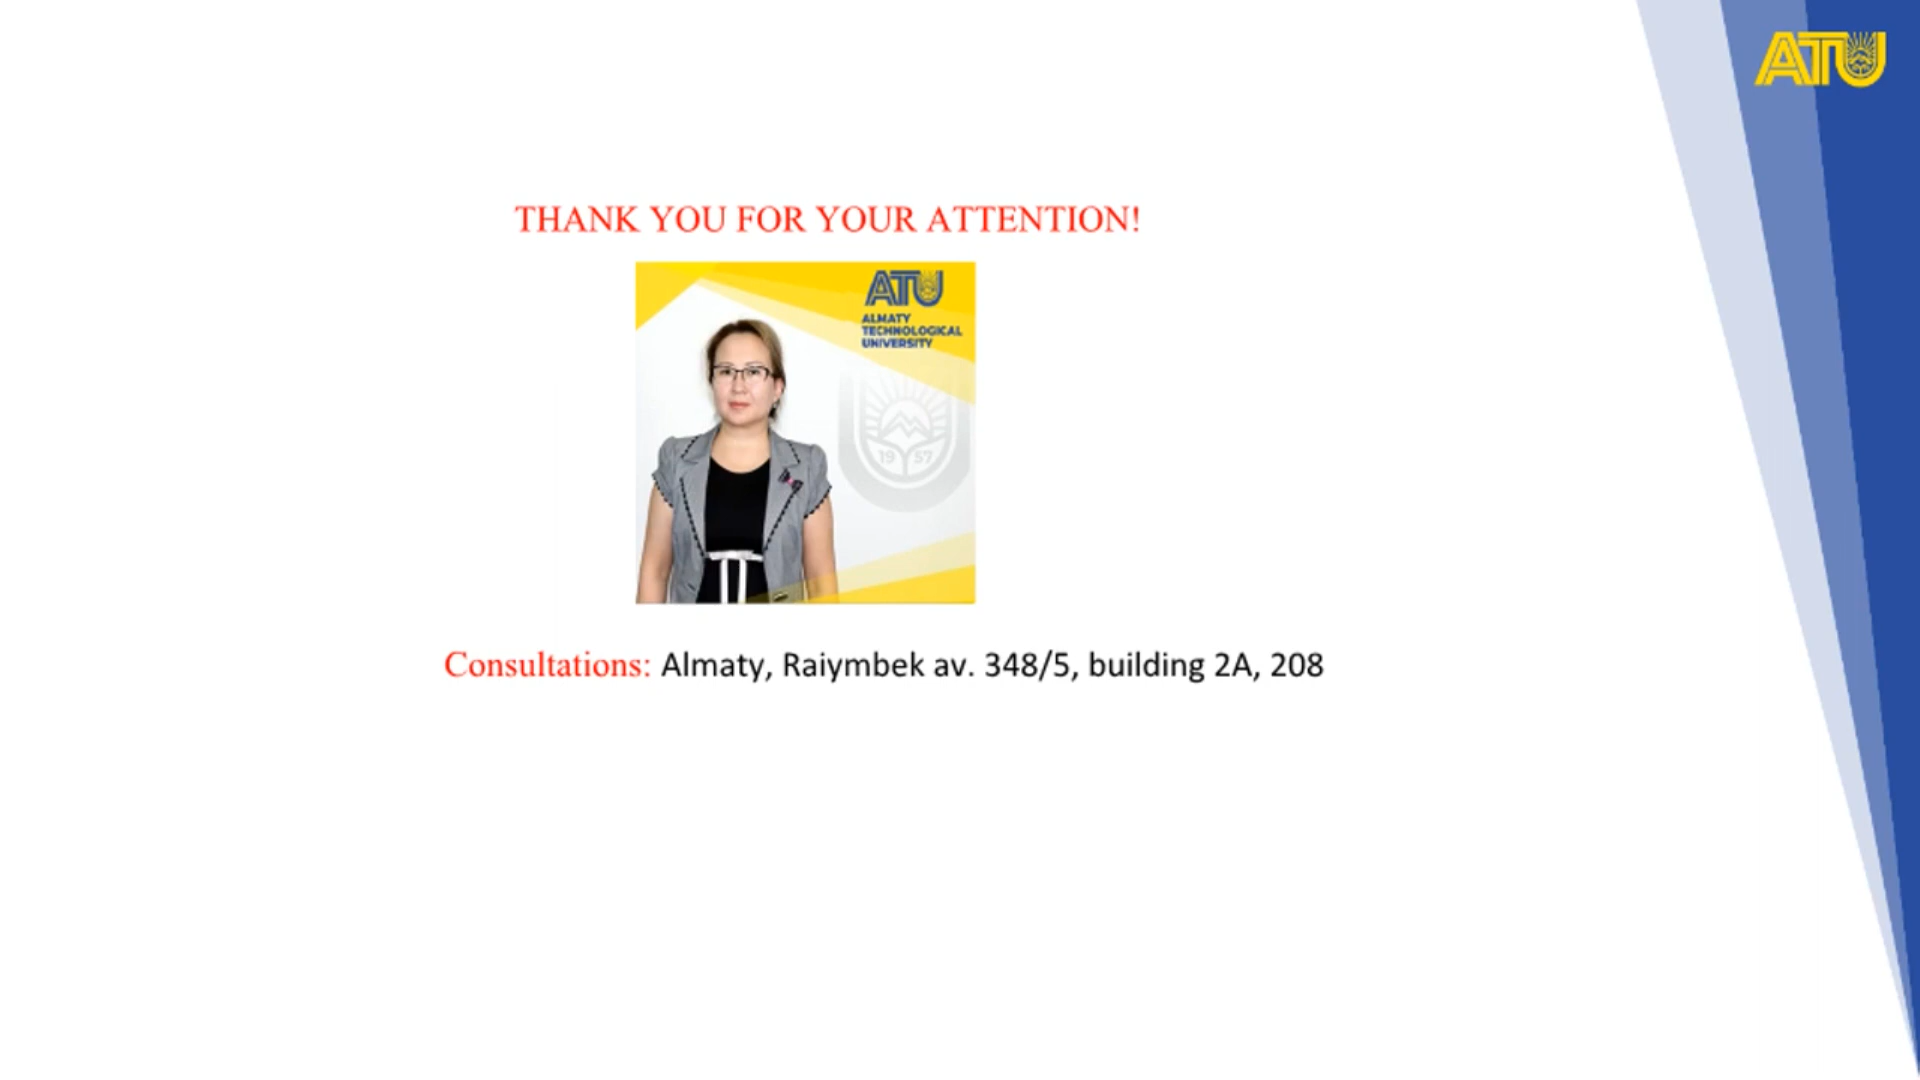 ATU
THANK YOU FOR YOUR ATTENTION!
ATU
ALMATY
TECHNOLOGICAL
UNIVERSITY
19 57
Consultations: Almaty, Raiymbek av. 348/5, building 2A, 208